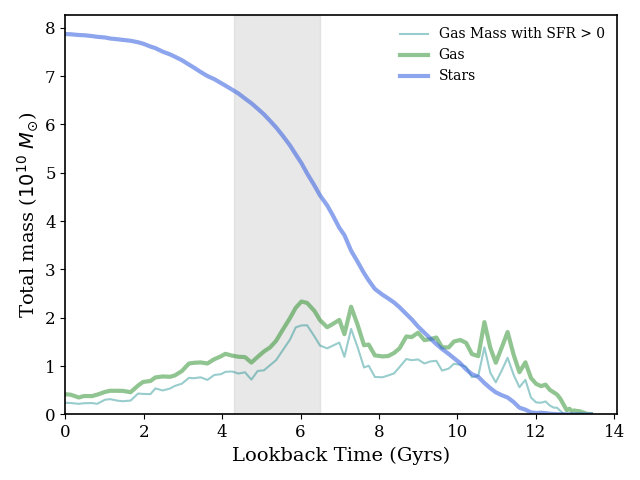 Gas Mass with SFR > 0
Gas
Stars
Total mass (10¹⁰ M⊙)
8
7
6
5
4
3
2
1
0
0 2 4 6 8 10 12 14
Lookback Time (Gyrs)